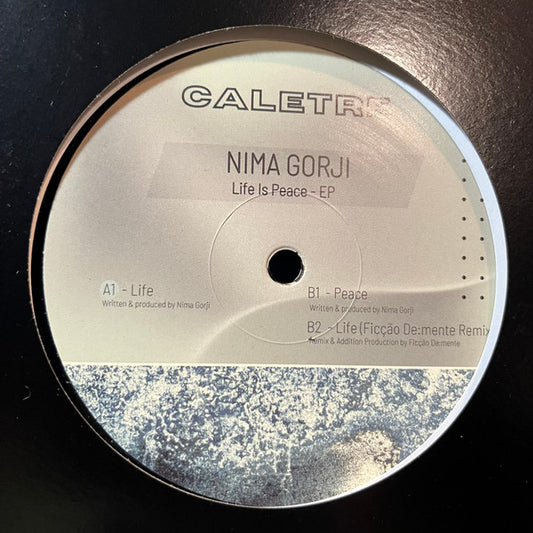 CALETRE
NIMA GORJI
Life Is Peace - EP
A1 - Life
Written & produced by Nima Gorji
B1 - Peace
Written & produced by Nima Gorji
B2 - Life (Ficção De:mente Remix
Remix & Addition Production by Ficção De:mente